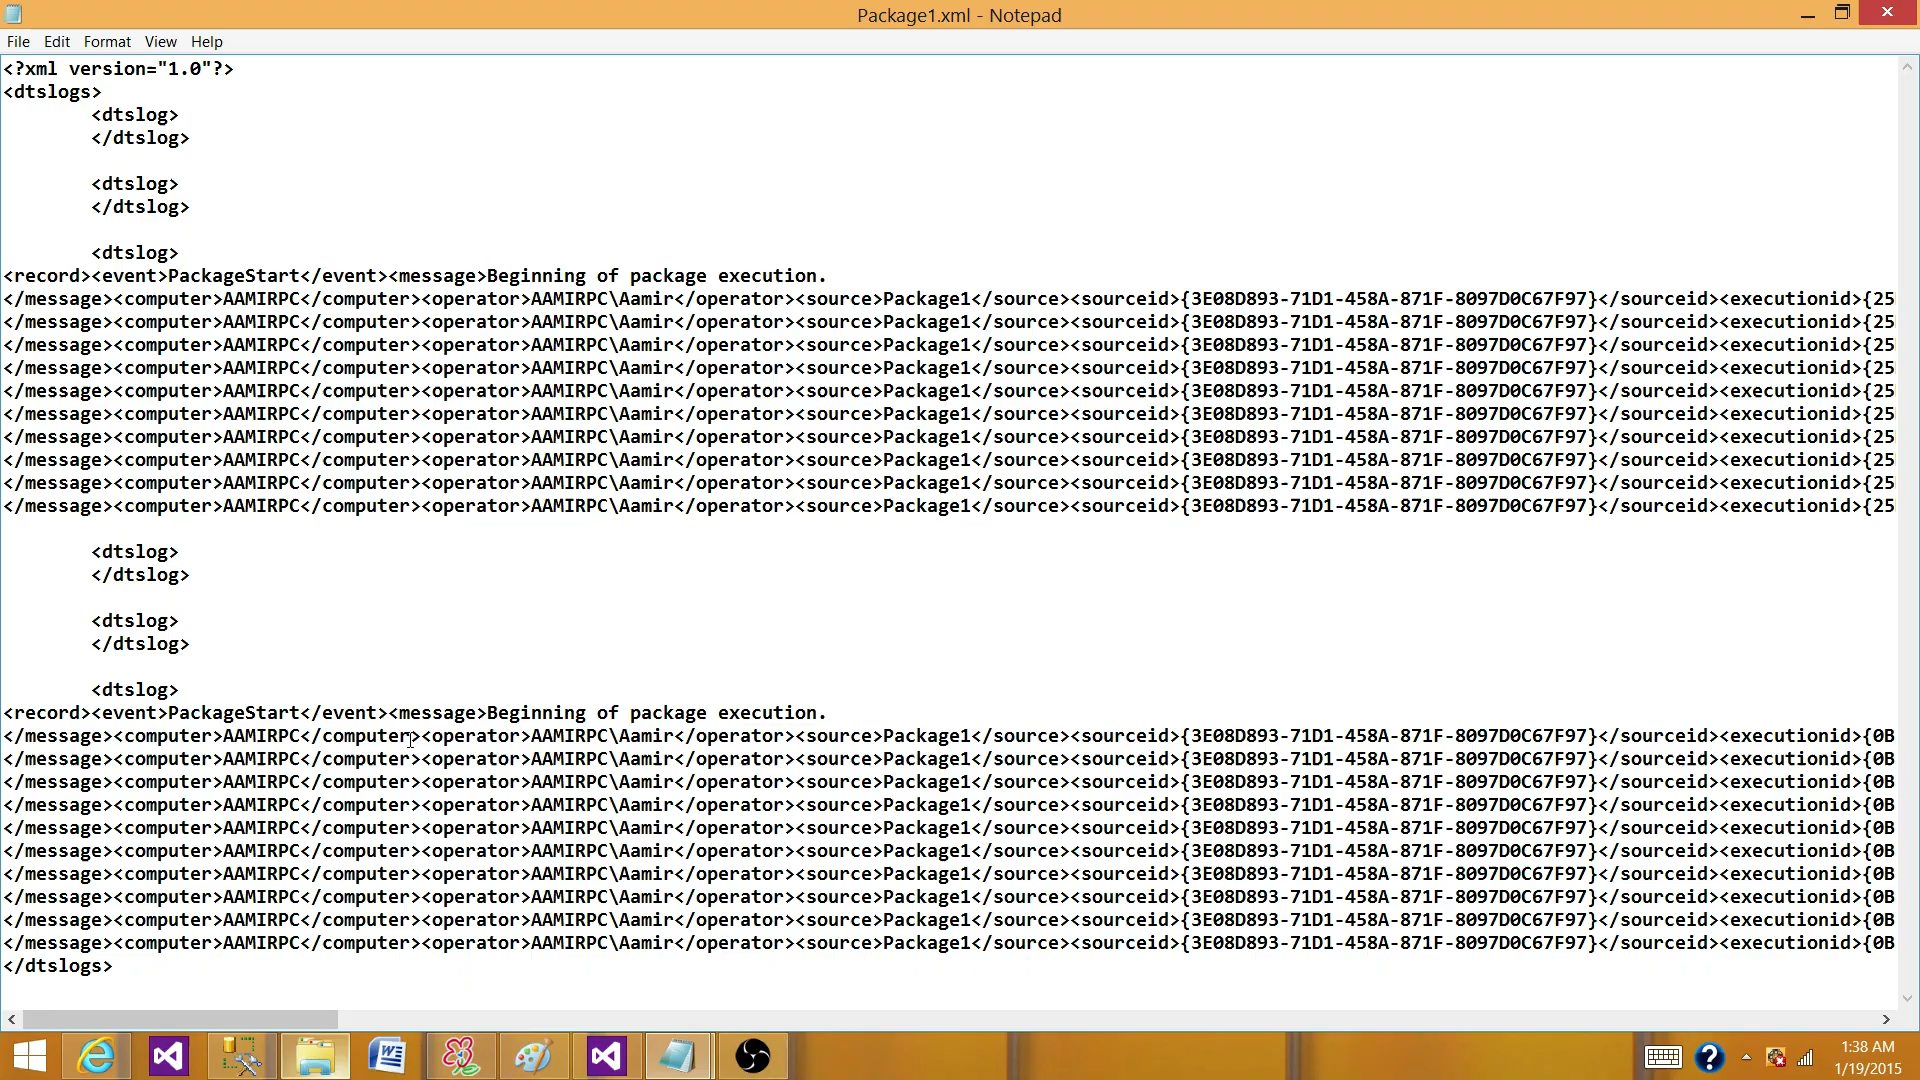 Package1.xml - Notepad
File Edit Format View Help
<?xml version="1.0"?>
<dtslogs>
<dtslog>
</dtslog>
<dtslog>
</dtslog>
<dtslog>
<record><event>PackageStart</event><message>Beginning of package execution.
</message><computer>AAMIRPC</computer><operator>AAMIRPC\Aamir</operator><source>Package1</source><sourceid>{3E08D893-71D1-458A-871F-8097D0C67F97}</sourceid><executionid>{25
</message><computer>AAMIRPC</computer><operator>AAMIRPC\Aamir</operator><source>Package1</source><sourceid>{3E08D893-71D1-458A-871F-8097D0C67F97}</sourceid><executionid>{25
</message><computer>AAMIRPC</computer><operator>AAMIRPC\Aamir</operator><source>Package1</source><sourceid>{3E08D893-71D1-458A-871F-8097D0C67F97}</sourceid><executionid>{25
</message><computer>AAMIRPC</computer><operator>AAMIRPC\Aamir</operator><source>Package1</source><sourceid>{3E08D893-71D1-458A-871F-8097D0C67F97}</sourceid><executionid>{25
</message><computer>AAMIRPC</computer><operator>AAMIRPC\Aamir</operator><source>Package1</source><sourceid>{3E08D893-71D1-458A-871F-8097D0C67F97}</sourceid><executionid>{25
</message><computer>AAMIRPC</computer><operator>AAMIRPC\Aamir</operator><source>Package1</source><sourceid>{3E08D893-71D1-458A-871F-8097D0C67F97}</sourceid><executionid>{25
</message><computer>AAMIRPC</computer><operator>AAMIRPC\Aamir</operator><source>Package1</source><sourceid>{3E08D893-71D1-458A-871F-8097D0C67F97}</sourceid><executionid>{25
</message><computer>AAMIRPC</computer><operator>AAMIRPC\Aamir</operator><source>Package1</source><sourceid>{3E08D893-71D1-458A-871F-8097D0C67F97}</sourceid><executionid>{25
</message><computer>AAMIRPC</computer><operator>AAMIRPC\Aamir</operator><source>Package1</source><sourceid>{3E08D893-71D1-458A-871F-8097D0C67F97}</sourceid><executionid>{25
</message><computer>AAMIRPC</computer><operator>AAMIRPC\Aamir</operator><source>Package1</source><sourceid>{3E08D893-71D1-458A-871F-8097D0C67F97}</sourceid><executionid>{25
<dtslog>
</dtslog>
<dtslog>
</dtslog>
<dtslog>
<record><event>PackageStart</event><message>Beginning of package execution.
</message><computer>AAMIRPC</computer><operator>AAMIRPC\Aamir</operator><source>Package1</source><sourceid>{3E08D893-71D1-458A-871F-8097D0C67F97}</sourceid><executionid>{0B
</message><computer>AAMIRPC</computer><operator>AAMIRPC\Aamir</operator><source>Package1</source><sourceid>{3E08D893-71D1-458A-871F-8097D0C67F97}</sourceid><executionid>{0B
</message><computer>AAMIRPC</computer><operator>AAMIRPC\Aamir</operator><source>Package1</source><sourceid>{3E08D893-71D1-458A-871F-8097D0C67F97}</sourceid><executionid>{0B
</message><computer>AAMIRPC</computer><operator>AAMIRPC\Aamir</operator><source>Package1</source><sourceid>{3E08D893-71D1-458A-871F-8097D0C67F97}</sourceid><executionid>{0B
</message><computer>AAMIRPC</computer><operator>AAMIRPC\Aamir</operator><source>Package1</source><sourceid>{3E08D893-71D1-458A-871F-8097D0C67F97}</sourceid><executionid>{0B
</message><computer>AAMIRPC</computer><operator>AAMIRPC\Aamir</operator><source>Package1</source><sourceid>{3E08D893-71D1-458A-871F-8097D0C67F97}</sourceid><executionid>{0B
</message><computer>AAMIRPC</computer><operator>AAMIRPC\Aamir</operator><source>Package1</source><sourceid>{3E08D893-71D1-458A-871F-8097D0C67F97}</sourceid><executionid>{0B
</message><computer>AAMIRPC</computer><operator>AAMIRPC\Aamir</operator><source>Package1</source><sourceid>{3E08D893-71D1-458A-871F-8097D0C67F97}</sourceid><executionid>{0B
</message><computer>AAMIRPC</computer><operator>AAMIRPC\Aamir</operator><source>Package1</source><sourceid>{3E08D893-71D1-458A-871F-8097D0C67F97}</sourceid><executionid>{0B
</message><computer>AAMIRPC</computer><operator>AAMIRPC\Aamir</operator><source>Package1</source><sourceid>{3E08D893-71D1-458A-871F-8097D0C67F97}</sourceid><executionid>{0B
</dtslogs>
1:38 AM
1/19/2015